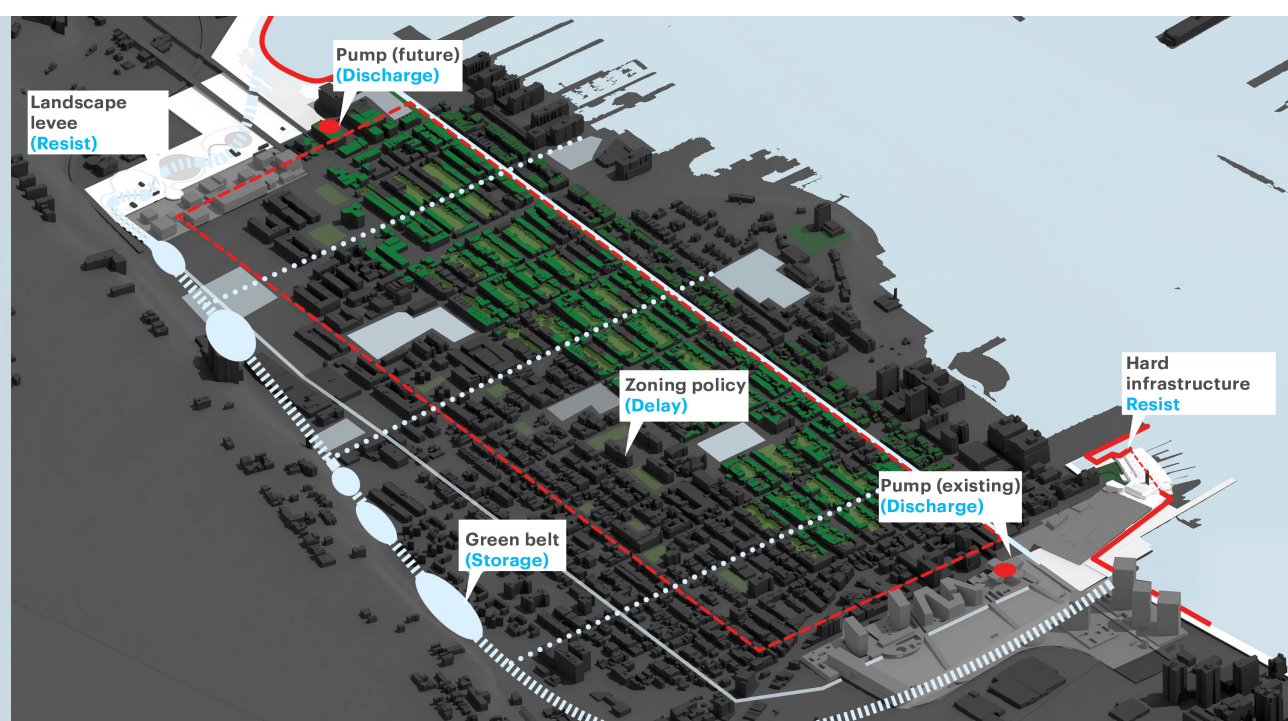 Pump (future)
(Discharge)
Landscape
levee
(Resist)
Hard
infrastructure
Resist
Zoning policy
(Delay)
Pump (existing)
(Discharge)
Green belt
(Storage)